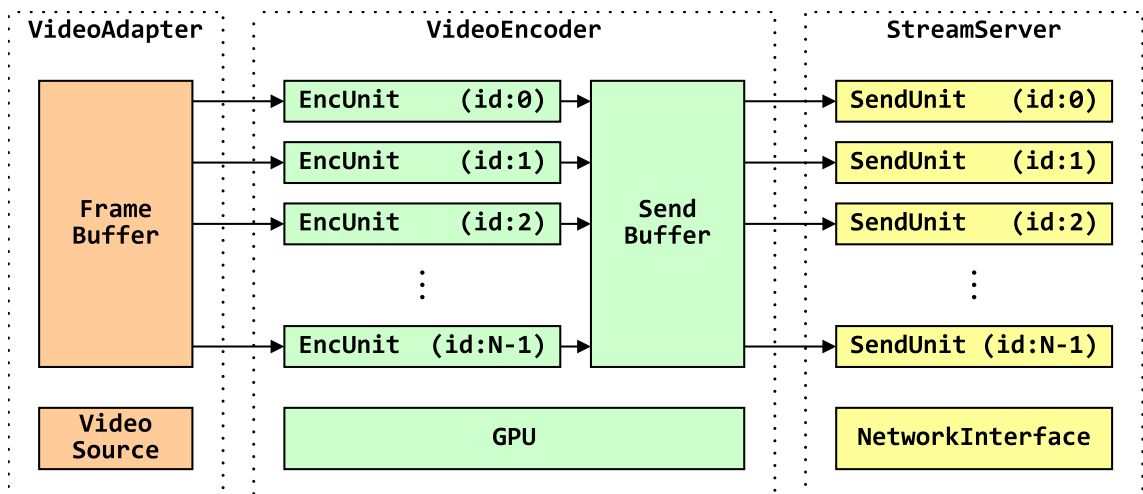 VideoAdapter
VideoEncoder
StreamServer
Frame
Buffer
EncUnit (id:0)
EncUnit (id:1)
EncUnit (id:2)
⋮
EncUnit (id:N-1)
Send
Buffer
SendUnit (id:0)
SendUnit (id:1)
SendUnit (id:2)
⋮
SendUnit (id:N-1)
Video
Source
GPU
NetworkInterface